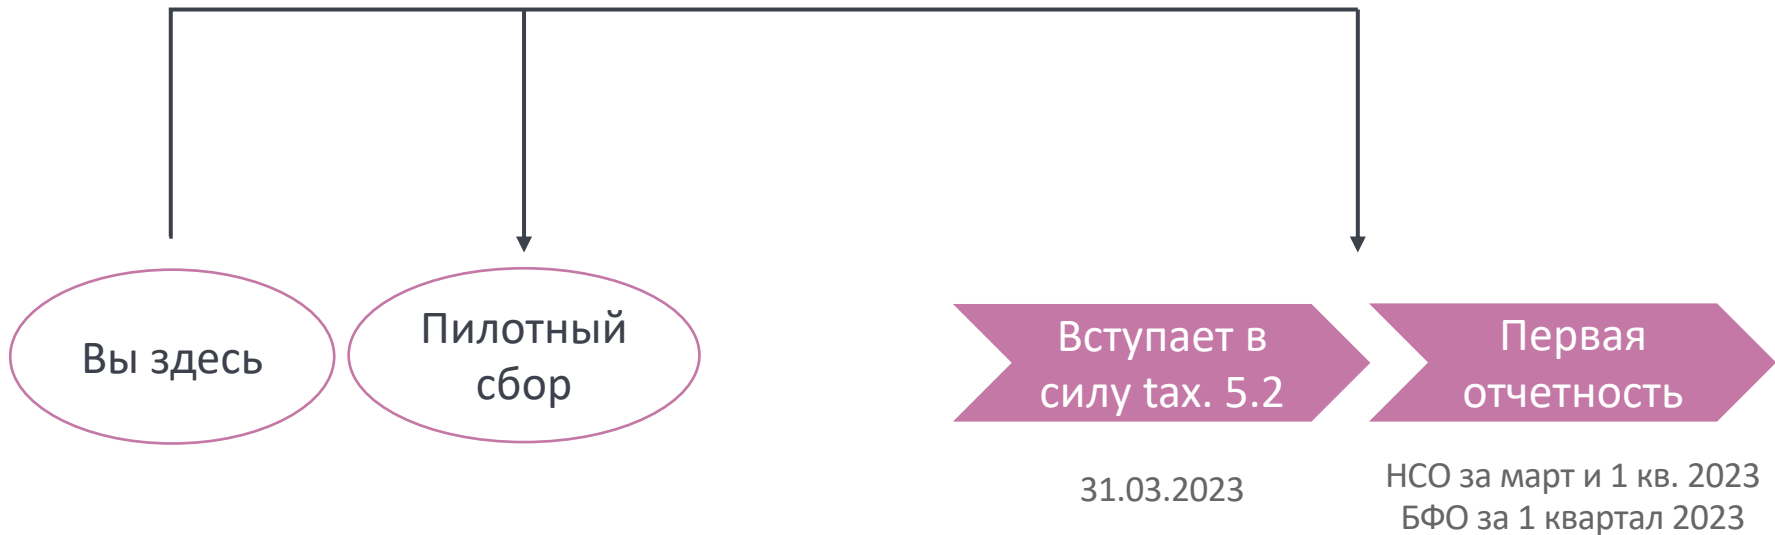 Вы здесь
Пилотный
сбор
Вступает в
силу tax. 5.2
Первая
отчетность
31.03.2023
НСО за март и 1 кв. 2023
БФО за 1 квартал 2023